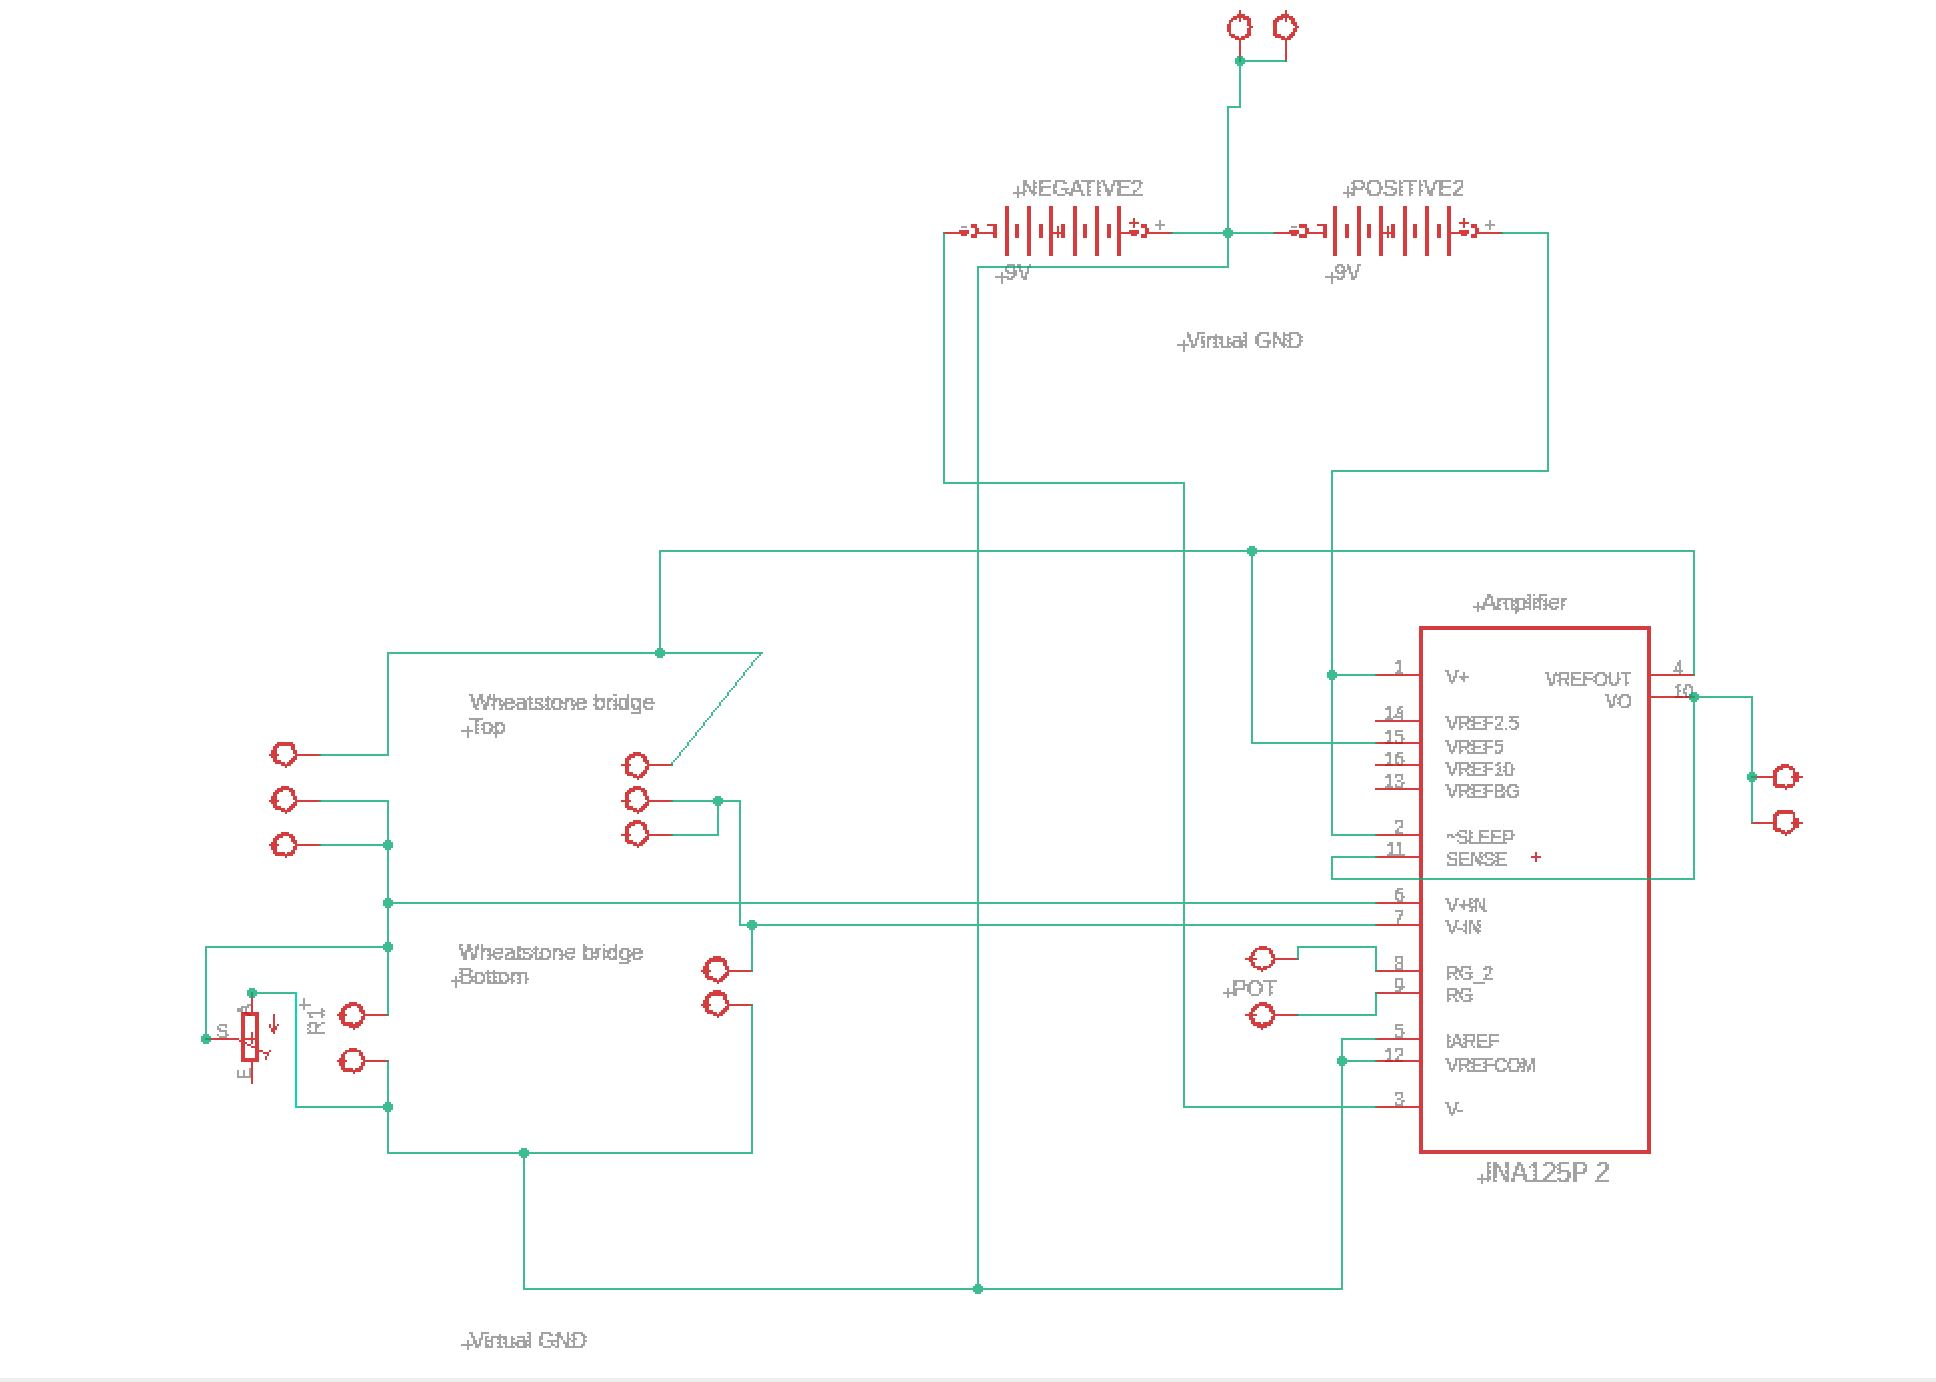 NEGATIVE2
POSITIVE2
- + - +
9V
9V
Virtual GND
Amplifier
1 V+
VREFOUT 4
VO 10
14 VREF2.5
15 VREF5
16 VREF10
13 VREFBG
2 ~SLEEP
11 SENSE
6 V+IN
7 V-IN
8 RG_2
9 RG
5 IAREF
12 VREFCOM
3 V-
INA125P 2
Wheatstone bridge
Top
Wheatstone bridge
Bottom
POT
S
E
R1
Virtual GND